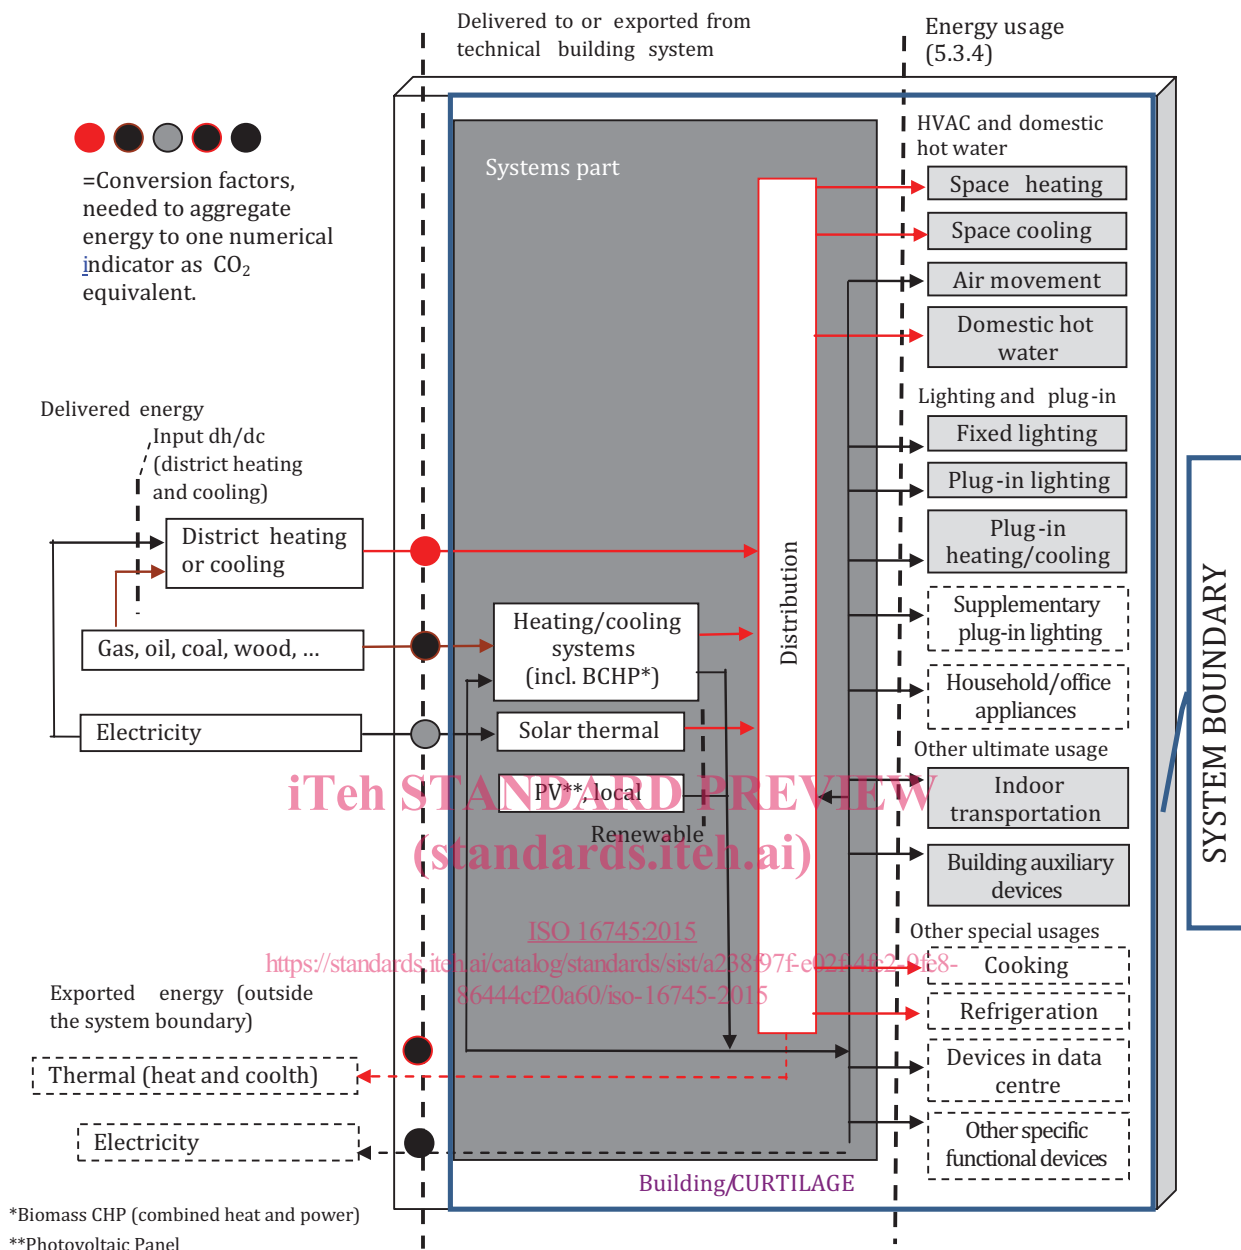 Delivered to or exported from
technical building system
Energy usage
(5.3.4)
=Conversion factors,
needed to aggregate
energy to one numerical
indicator as CO₂
equivalent.
Systems part
HVAC and domestic
hot water
Space heating
Space cooling
Air movement
Domestic hot
water
Lighting and plug-in
Fixed lighting
Plug-in lighting
Plug-in
heating/cooling
Supplementary
plug-in lighting
Household/office
appliances
Other ultimate usage
Indoor
transportation
Building auxiliary
devices
Other special usages
Cooking
Refrigeration
Devices in data
centre
Other specific
functional devices
Delivered energy
Input dh/dc
(district heating
and cooling)
District heating
or cooling
Gas, oil, coal, wood, ...
Electricity
Heating/cooling
systems
(incl. BCHP*)
Solar thermal
PV**, local
Renewable
Distribution
SYSTEM BOUNDARY
iTeh STANDARD PREVIEW
(standards.iteh.ai)
ISO 16745:2015
https://standards.iteh.ai/catalog/standards/sist/a238f97f-e02f-4fc2-9fe8-
86444cf20a60/iso-16745-2015
Exported energy (outside
the system boundary)
Thermal (heat and coolth)
Electricity
Building/CURTILAGE
*Biomass CHP (combined heat and power)
**Photovoltaic Panel